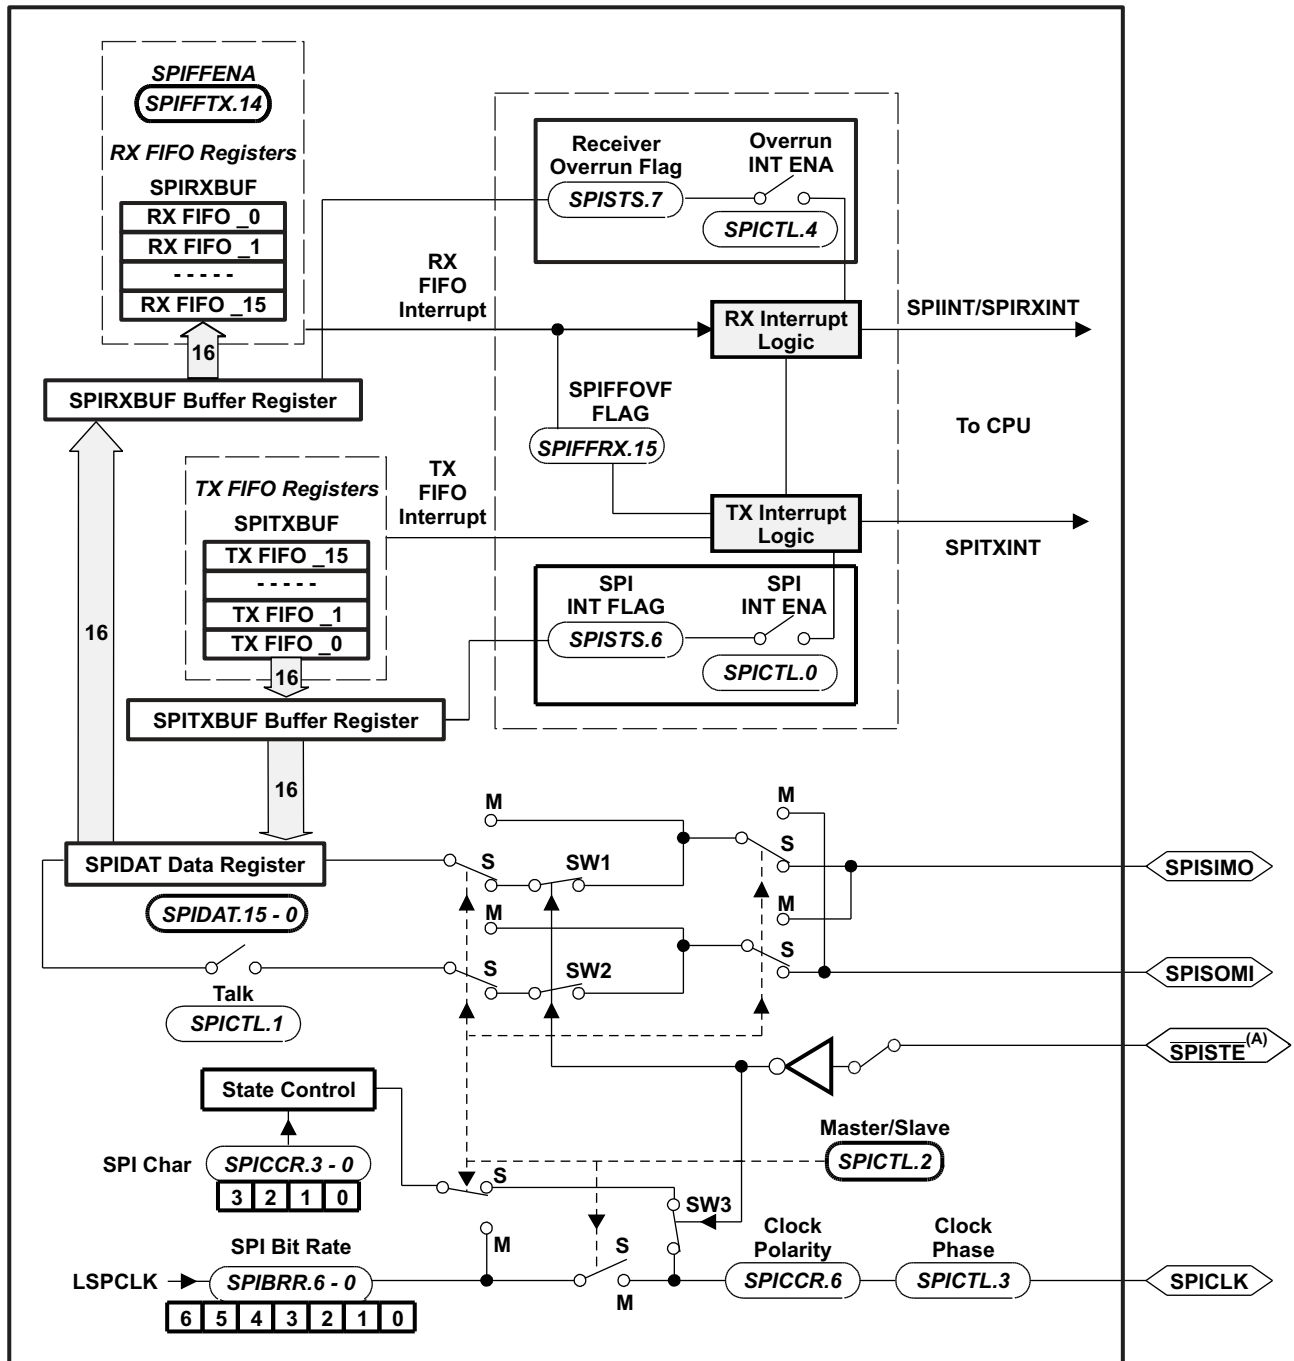 SPIFFENA
SPIFFTX.14
RX FIFO Registers
SPIRXBUF
RX FIFO _0
RX FIFO _1
- - - - -
RX FIFO _15
16
SPIRXBUF Buffer Register
Receiver
Overrun Flag
SPISTS.7
Overrun
INT ENA
SPICTL.4
RX
FIFO
Interrupt
RX Interrupt
Logic
SPIINT/SPIRXINT
SPIFFOVF
FLAG
SPIFFRX.15
To CPU
TX FIFO Registers
SPITXBUF
TX FIFO _15
- - - - -
TX FIFO _1
TX FIFO _0
16
TX
FIFO
Interrupt
TX Interrupt
Logic
SPITXINT
SPI
INT FLAG
SPISTS.6
SPI
INT ENA
SPICTL.0
16
SPITXBUF Buffer Register
16
SPIDAT Data Register
SPIDAT.15 - 0
M
S
SW1
M
S
SPISIMO
M
S
SW2
M
S
SPISOMI
Talk
SPICTL.1
SPISTE(A)
State Control
Master/Slave
SPICTL.2
SPI Char
SPICCR.3 - 0
3 2 1 0
S
M
SW3
SPI Bit Rate
LSPCLK
SPIBRR.6 - 0
6 5 4 3 2 1 0
S
M
Clock
Polarity
SPICCR.6
Clock
Phase
SPICTL.3
SPICLK